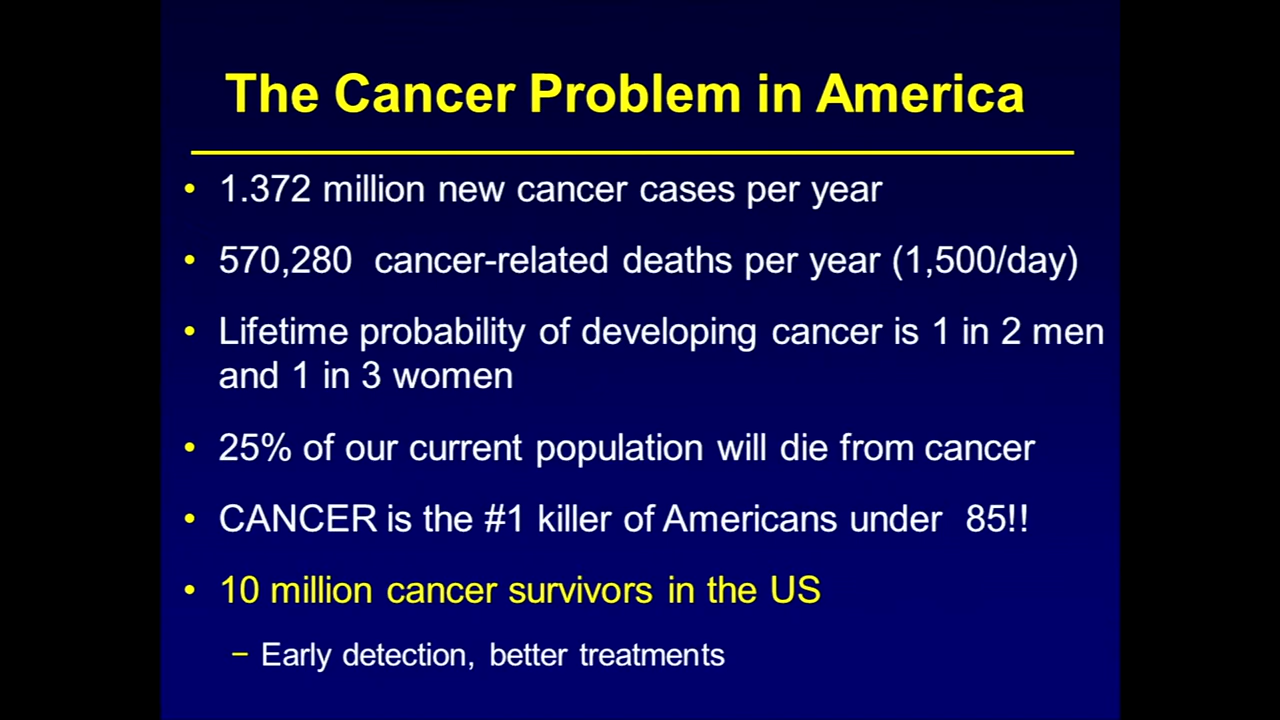 The Cancer Problem in America
• 1.372 million new cancer cases per year
• 570,280 cancer-related deaths per year (1,500/day)
• Lifetime probability of developing cancer is 1 in 2 men
and 1 in 3 women
• 25% of our current population will die from cancer
• CANCER is the #1 killer of Americans under 85!!
• 10 million cancer survivors in the US
– Early detection, better treatments